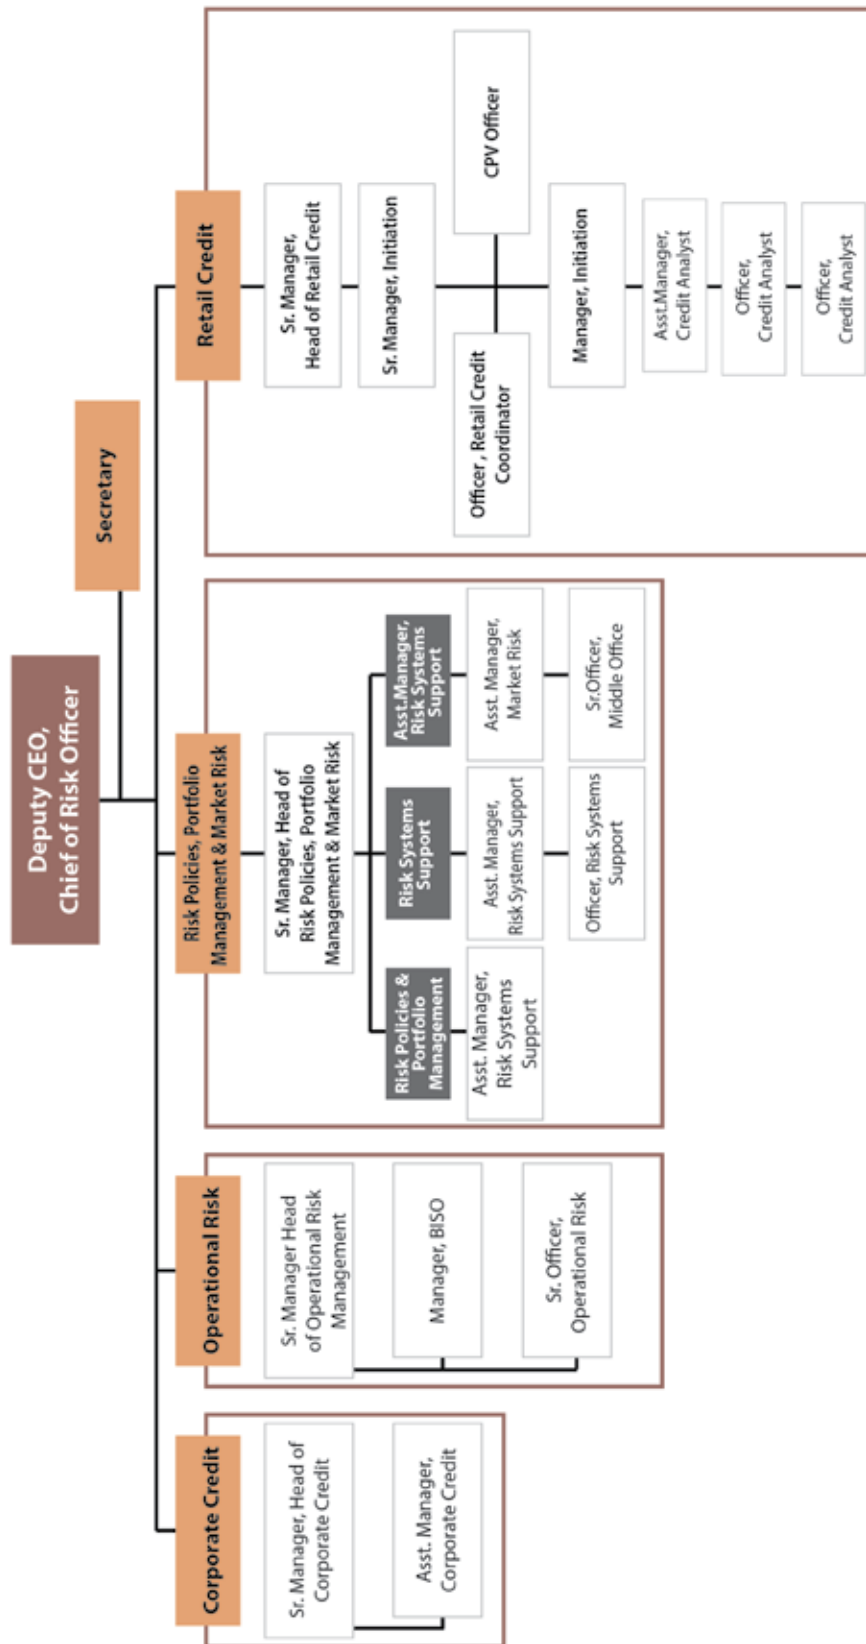 Deputy CEO,
Chief of Risk Officer
Secretary
Corporate Credit
Sr. Manager, Head of
Corporate Credit
Asst. Manager,
Corporate Credit
Operational Risk
Sr. Manager Head
of Operational Risk
Management
Manager, BISO
Sr. Officer,
Operational Risk
Risk Policies, Portfolio
Management & Market Risk
Sr. Manager, Head of
Risk Policies, Portfolio
Management & Market Risk
Risk Policies &
Portfolio
Management
Asst. Manager,
Risk Systems
Support
Risk Systems
Support
Asst. Manager,
Risk Systems Support
Officer, Risk Systems
Support
Asst.Manager,
Risk Systems
Support
Asst. Manager,
Market Risk
Sr.Officer,
Middle Office
Retail Credit
Sr. Manager,
Head of Retail Credit
Sr. Manager, Initiation
Officer , Retail Credit
Coordinator
CPV Officer
Manager, Initiation
Asst.Manager,
Credit Analyst
Officer,
Credit Analyst
Officer,
Credit Analyst